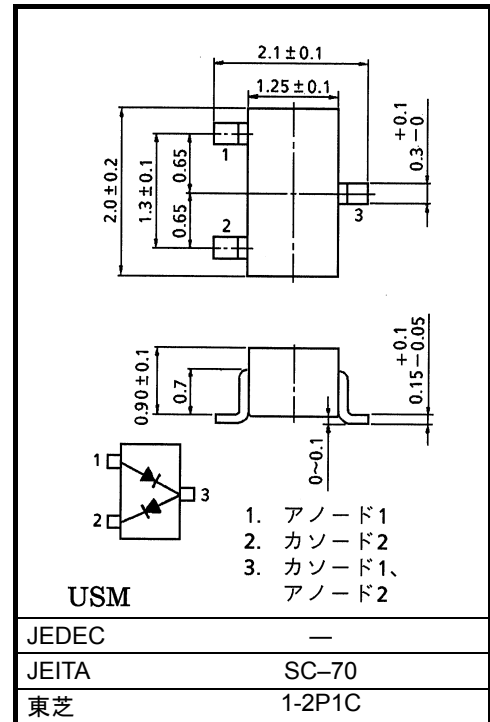 2.1±0.1
1.25±0.1
+0.1
0.3−0
2.0±0.2
1.3±0.1
0.65
0.65
1
2
3
0.90±0.1
0.7
+0.1
0.15−0.05
0~0.1
1
2
3
1. アノード1
2. カソード2
3. カソード1、
アノード2
USM
JEDEC —
JEITA SC–70
東芝 1-2P1C